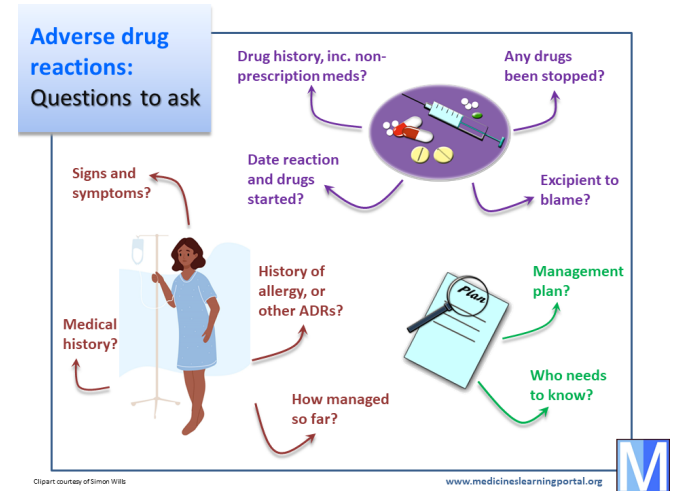 Adverse drug
reactions:
Questions to ask
Drug history, inc. non-
prescription meds?
Any drugs
been stopped?
Date reaction
and drugs
started?
Excipient to
blame?
Signs and
symptoms?
History of
allergy, or
other ADRs?
Medical
history?
How managed
so far?
Plan
Management
plan?
Who needs
to know?
Clipart courtesy of Simon Wills
www.medicineslearningportal.org
M